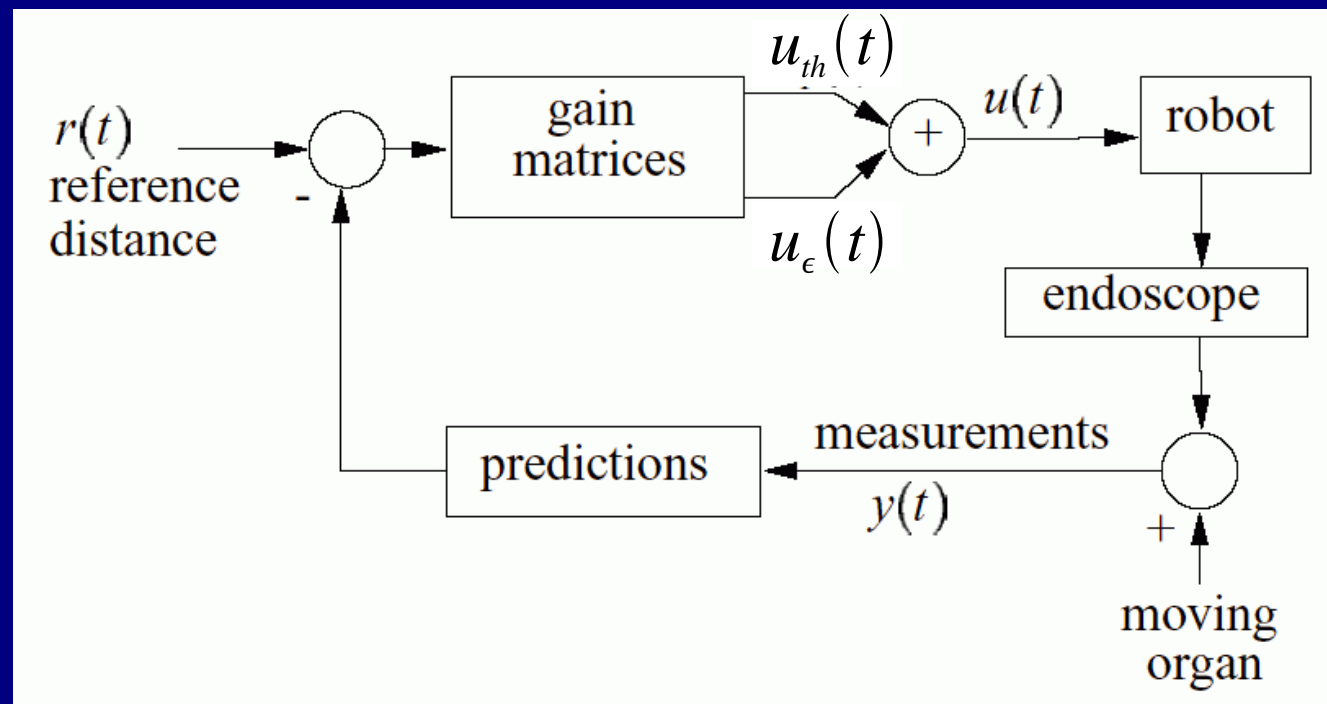 u_th(t)
r(t)
reference
distance
-
gain
matrices
+
u(t)
robot
u_ϵ(t)
endoscope
predictions
measurements
y(t)
+
moving
organ